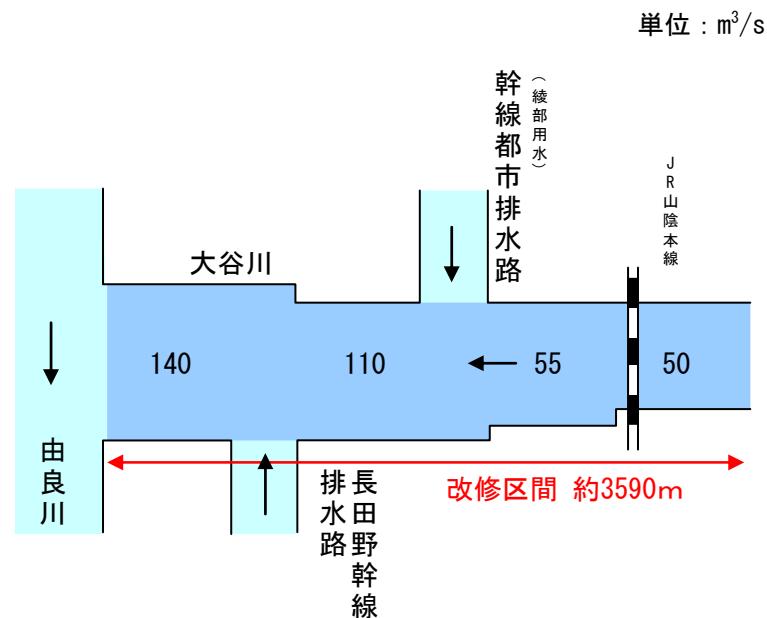 単位：m³/s
幹線都市排水路
（綾部用水）
JR山陰本線
大谷川
140
110
55
50
由良川
改修区間 約3590m
長田野幹線
排水路